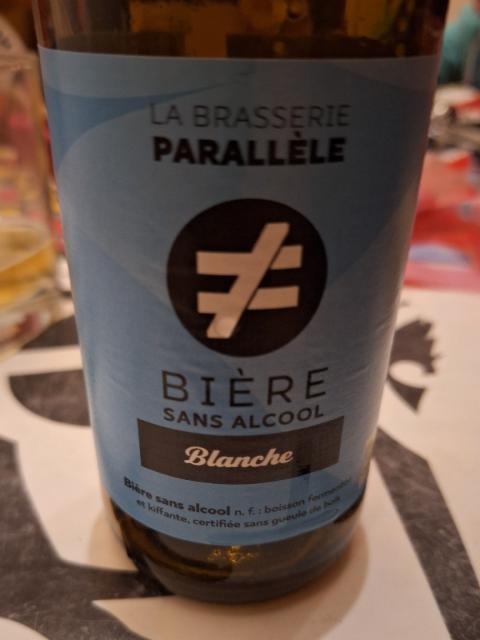 LA BRASSERIE
PARALLÈLE
≠
BIÈRE
SANS ALCOOL
Blanche
Bière sans alcool n. f. : boisson fermentée
et kiffante, certifiée sans gueule de bois